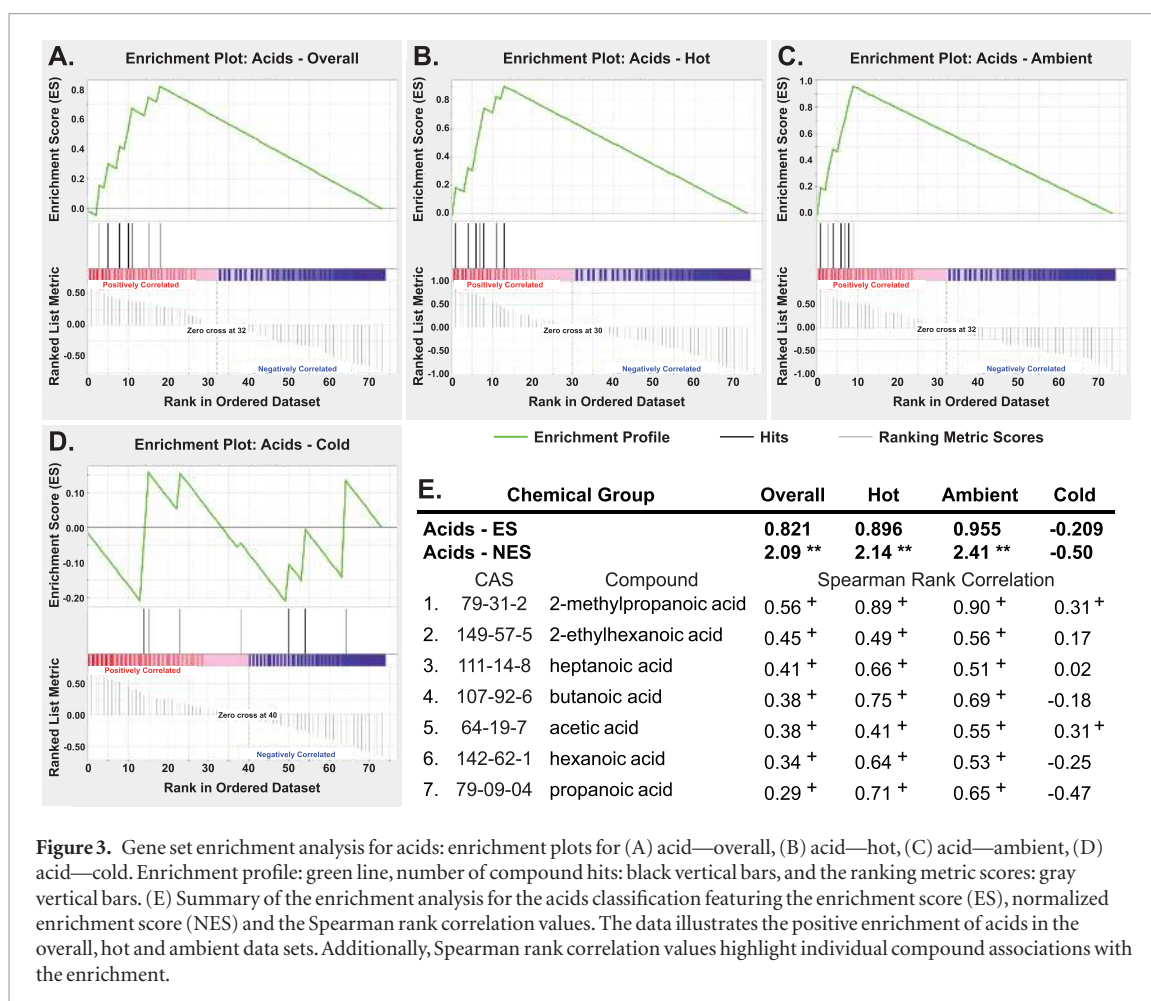 A.
Enrichment Plot: Acids - Overall
Enrichment Score (ES)
0.8
0.6
0.4
0.2
0.0
Positively Correlated
Ranked List Metric
0.50
0.00
-0.50
Zero cross at 32
Negatively Correlated
0 10 20 30 40 50 60 70
Rank in Ordered Dataset
B.
Enrichment Plot: Acids - Hot
Enrichment Score (ES)
0.8
0.6
0.4
0.2
0.0
Positively Correlated
Ranked List Metric
1.00
0.50
0.00
-0.50
-1.00
Zero cross at 30
Negatively Correlated
0 10 20 30 40 50 60 70
Rank in Ordered Dataset
C.
Enrichment Plot: Acids - Ambient
Enrichment Score (ES)
1.0
0.8
0.6
0.4
0.2
0.0
Positively Correlated
Ranked List Metric
0.50
0.00
-0.50
-1.00
Zero cross at 32
Negatively Correlated
0 10 20 30 40 50 60 70
Rank in Ordered Dataset
D.
Enrichment Plot: Acids - Cold
Enrichment Score (ES)
0.10
0.00
-0.10
-0.20
Positively Correlated
Ranked List Metric
0.50
0.00
-0.50
Zero cross at 40
Negatively Correlated
0 10 20 30 40 50 60 70
Rank in Ordered Dataset
Enrichment Profile Hits Ranking Metric Scores
E. Chemical Group Overall Hot Ambient Cold
Acids - ES 0.821 0.896 0.955 -0.209
Acids - NES 2.09 ** 2.14 ** 2.41 ** -0.50
CAS Compound Spearman Rank Correlation
1. 79-31-2 2-methylpropanoic acid 0.56 + 0.89 + 0.90 + 0.31 +
2. 149-57-5 2-ethylhexanoic acid 0.45 + 0.49 + 0.56 + 0.17
3. 111-14-8 heptanoic acid 0.41 + 0.66 + 0.51 + 0.02
4. 107-92-6 butanoic acid 0.38 + 0.75 + 0.69 + -0.18
5. 64-19-7 acetic acid 0.38 + 0.41 + 0.55 + 0.31 +
6. 142-62-1 hexanoic acid 0.34 + 0.64 + 0.53 + -0.25
7. 79-09-04 propanoic acid 0.29 + 0.71 + 0.65 + -0.47
Figure 3. Gene set enrichment analysis for acids: enrichment plots for (A) acid—overall, (B) acid—hot, (C) acid—ambient, (D)
acid—cold. Enrichment profile: green line, number of compound hits: black vertical bars, and the ranking metric scores: gray
vertical bars. (E) Summary of the enrichment analysis for the acids classification featuring the enrichment score (ES), normalized
enrichment score (NES) and the Spearman rank correlation values. The data illustrates the positive enrichment of acids in the
overall, hot and ambient data sets. Additionally, Spearman rank correlation values highlight individual compound associations with
the enrichment.